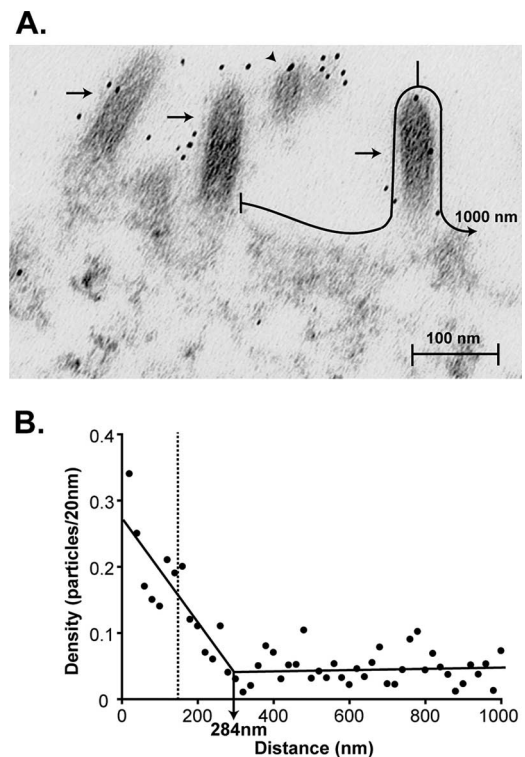 A.
1000 nm
100 nm
B.
Density (particles/20nm)
0.4
0.3
0.2
0.1
0
0 200 400 600 800 1000
284nm
Distance (nm)